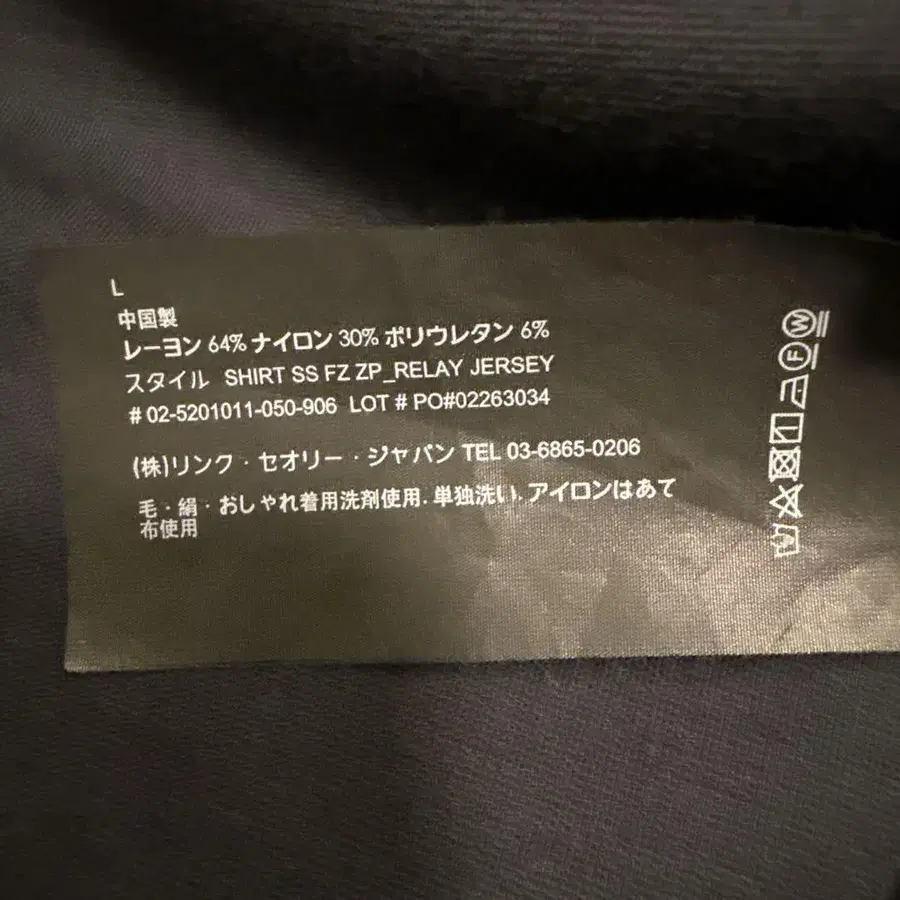 L
中国製
レーヨン 64% ナイロン 30% ポリウレタン 6%
スタイル SHIRT SS FZ ZP_RELAY JERSEY
# 02-5201011-050-906 LOT # PO#02263034
(株)リンク・セオリー・ジャパン TEL 03-6865-0206
毛・絹・おしゃれ着用洗剤使用. 単独洗い. アイロンはあて
布使用
W
F